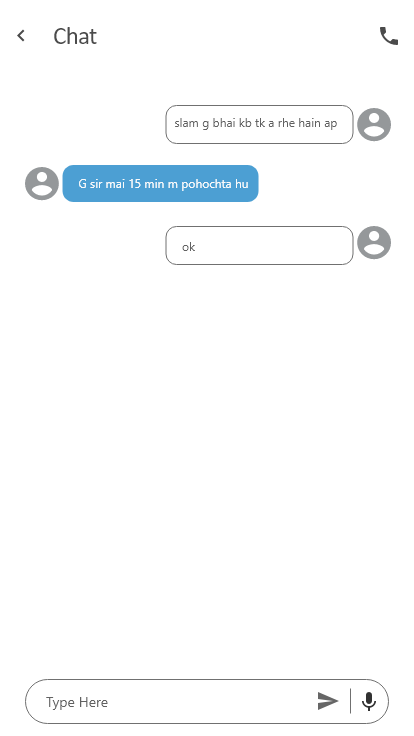 Chat
slam g bhai kb tk a rhe hain ap
G sir mai 15 min m pohochta hu
ok
Type Here